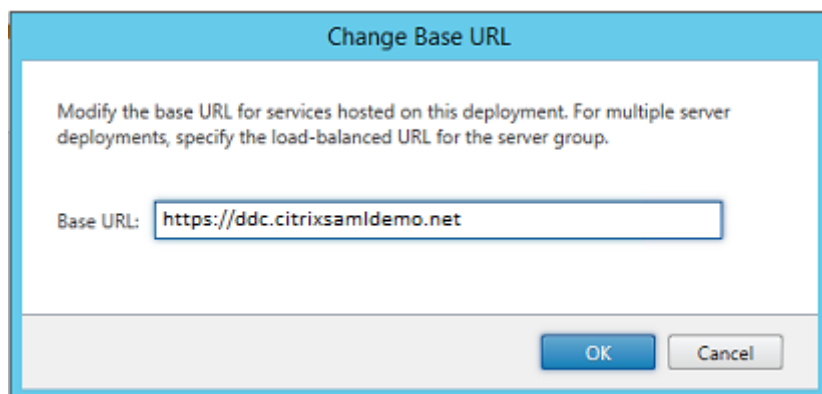 Change Base URL
Modify the base URL for services hosted on this deployment. For multiple server
deployments, specify the load-balanced URL for the server group.
Base URL: https://ddc.citrixsamldemo.net
OK Cancel